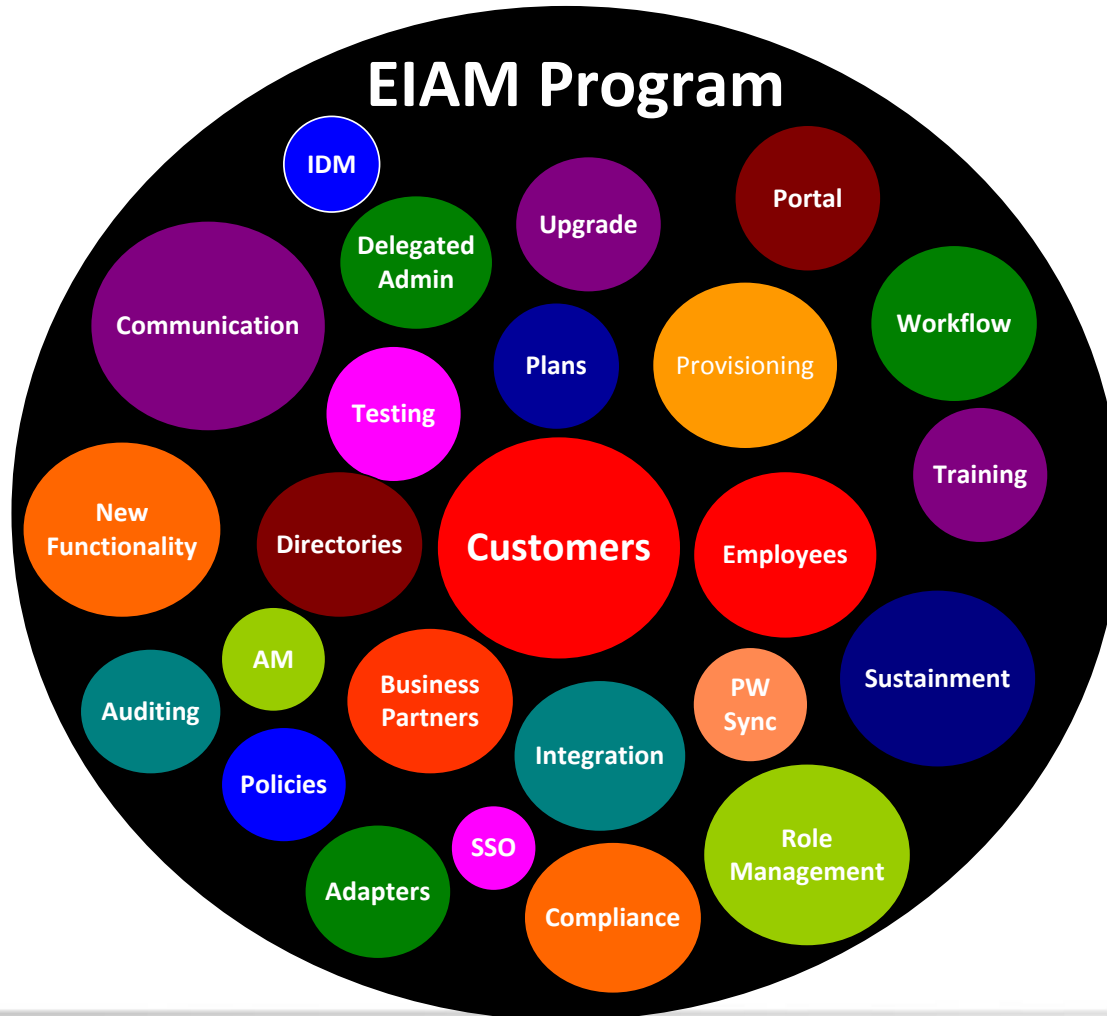 EIAM Program
IDM
Portal
Upgrade
Delegated
Admin
Communication
Workflow
Plans
Provisioning
Testing
Training
New
Functionality
Directories
Customers
Employees
AM
Business
Partners
PW
Sync
Sustainment
Auditing
Integration
Policies
SSO
Role
Management
Adapters
Compliance